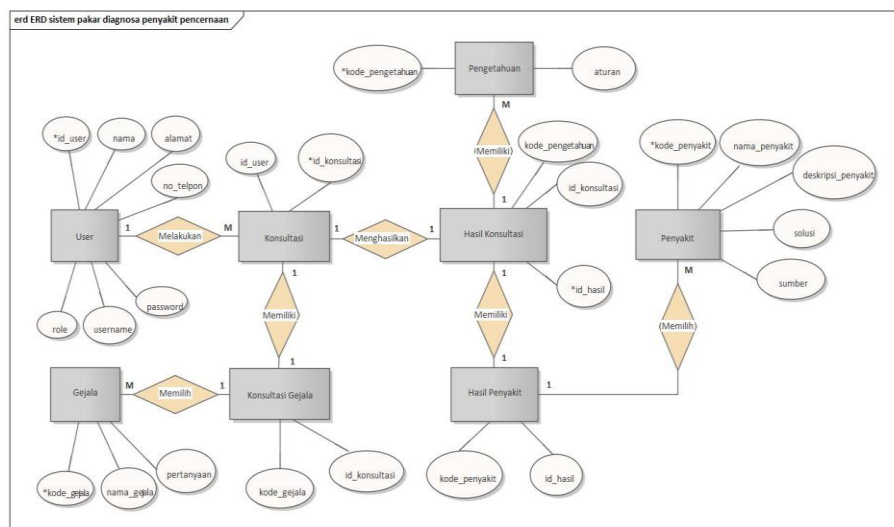 erd ERD sistem pakar diagnosa penyakit pencernaan
Pengetahuan
*kode_pengetahuan
aturan
M
(Memiliki)
1
*id_user
nama
alamat
no_telpon
id_user
*id_konsultasi
kode_pengetahuan
id_konsultasi
*kode_penyakit
nama_penyakit
deskripsi_penyakit
solusi
sumber
User
1
Melakukan
M
Konsultasi
1
Menghasilkan
1
Hasil Konsultasi
Penyakit
*id_hasil
role
username
password
1
Memiliki
1
1
Memiliki
1
M
(Memilih)
1
Gejala
M
Memilih
1
Konsultasi Gejala
Hasil Penyakit
*kode_gejala
nama_gejala
pertanyaan
kode_gejala
id_konsultasi
kode_penyakit
id_hasil